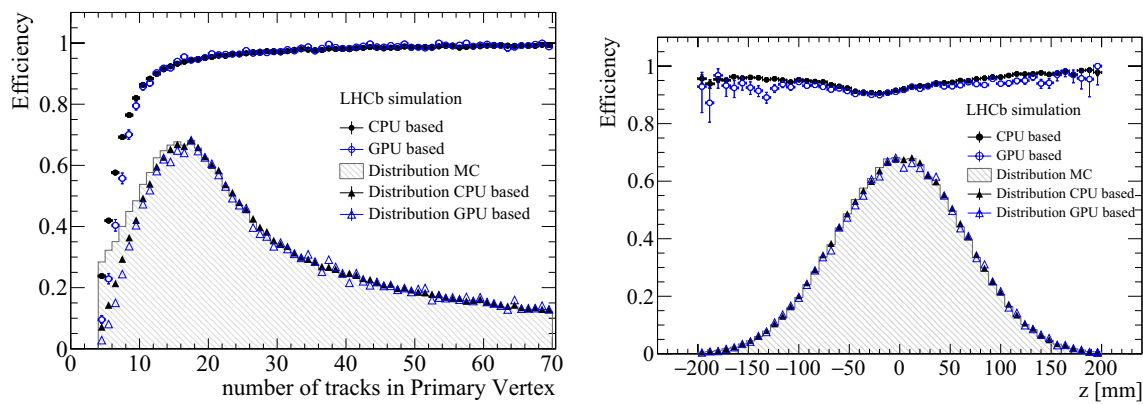 Efficiency
1
0.8
0.6
0.4
0.2
0
LHCb simulation
CPU based
GPU based
Distribution MC
Distribution CPU based
Distribution GPU based
0 10 20 30 40 50 60 70
number of tracks in Primary Vertex
Efficiency
1
0.8
0.6
0.4
0.2
0
LHCb simulation
CPU based
GPU based
Distribution MC
Distribution CPU based
Distribution GPU based
−200 −150 −100 −50 0 50 100 150 200
z [mm]